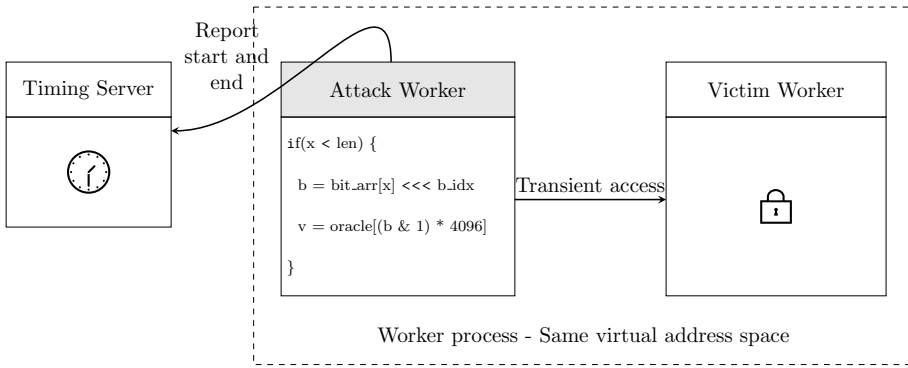 Report
start and
end
Timing Server
Attack Worker
Victim Worker
if(x < len) {
b = bit_arr[x] <<< b_idx
v = oracle[(b & 1) * 4096]
}
Transient access
Worker process - Same virtual address space